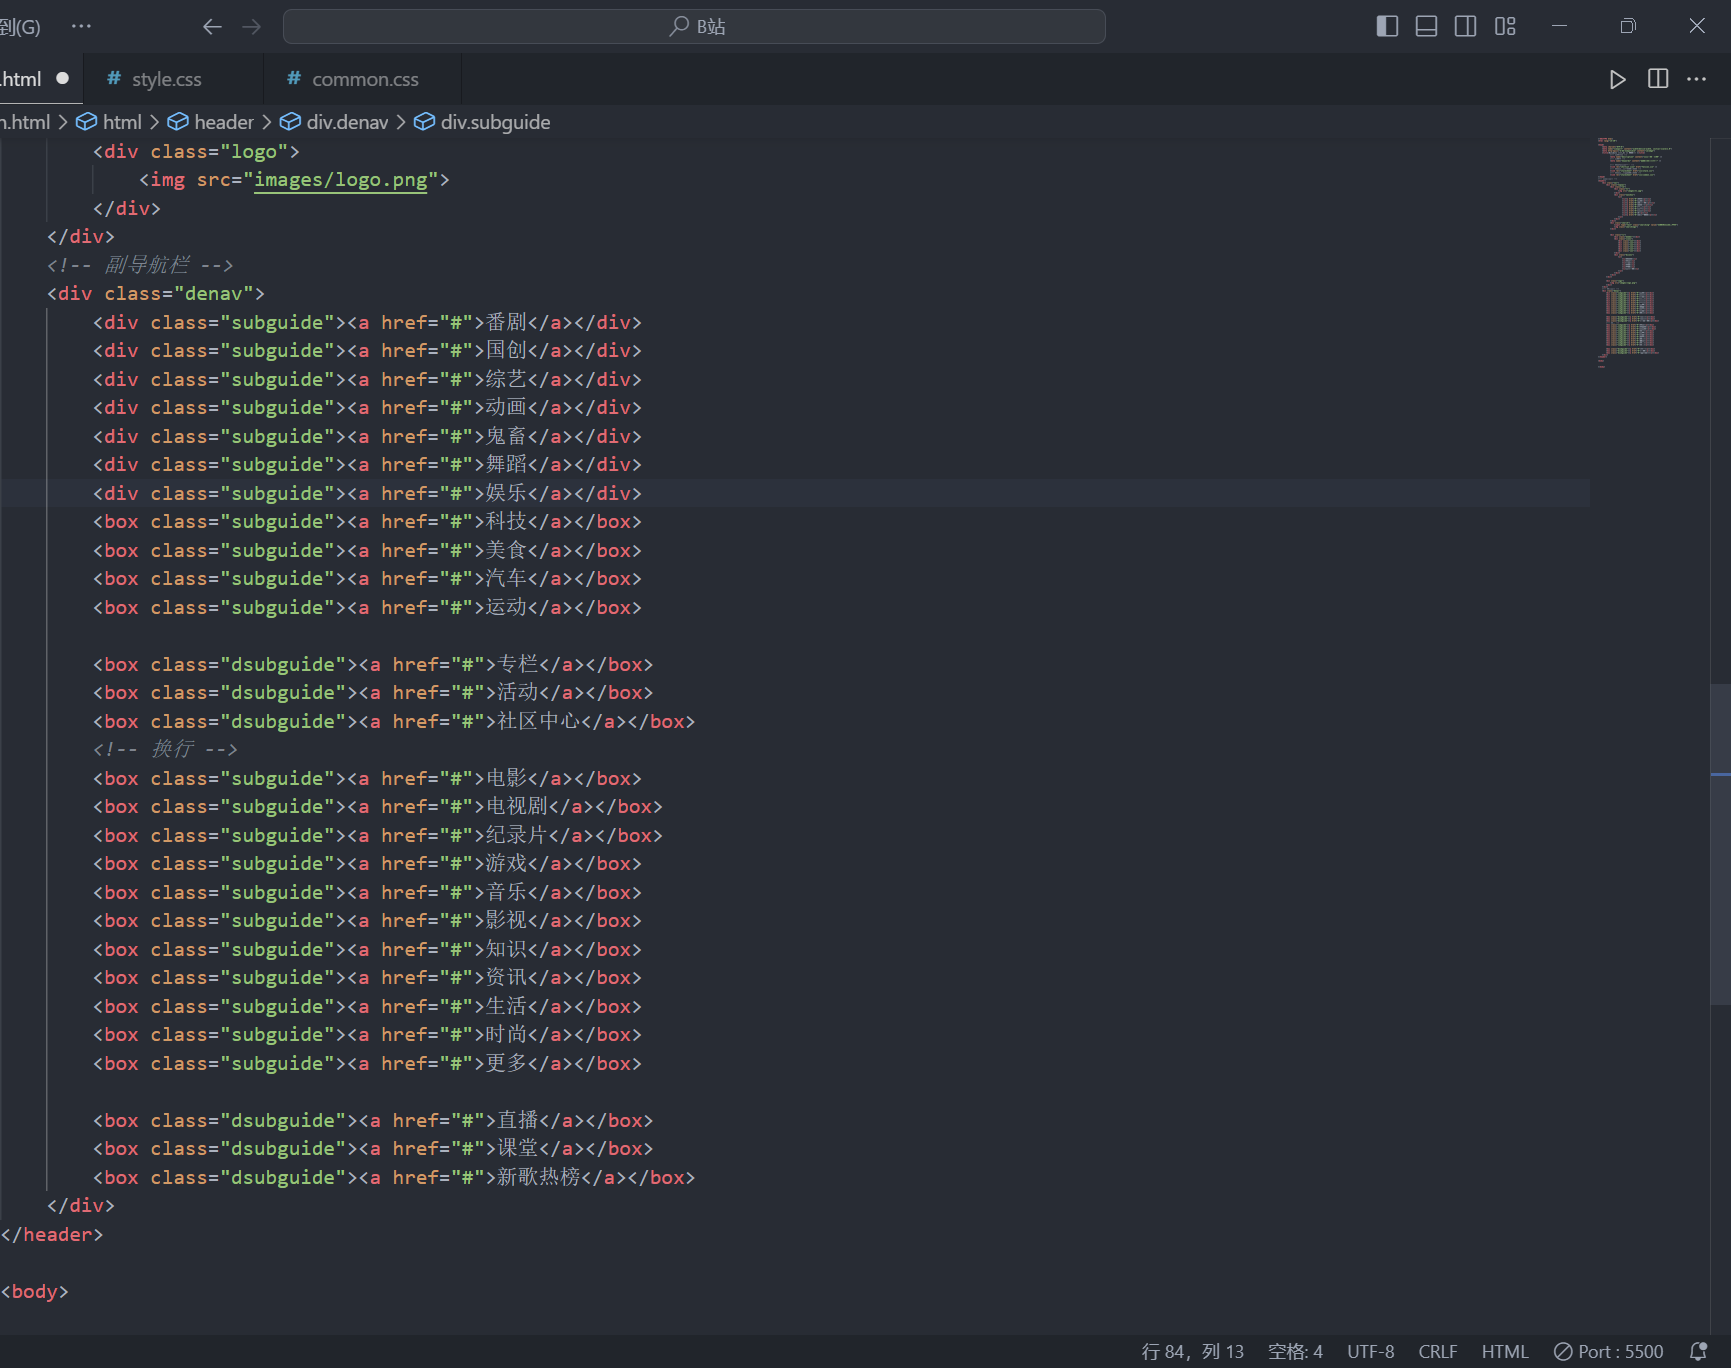 到(G) ··· B站
.html ● # style.css # common.css
n.html > html > header > div.denav > div.subguide
<div class="logo">
<img src="images/logo.png">
</div>
</div>
<!-- 副导航栏 -->
<div class="denav">
<div class="subguide"><a href="#">番剧</a></div>
<div class="subguide"><a href="#">国创</a></div>
<div class="subguide"><a href="#">综艺</a></div>
<div class="subguide"><a href="#">动画</a></div>
<div class="subguide"><a href="#">鬼畜</a></div>
<div class="subguide"><a href="#">舞蹈</a></div>
<div class="subguide"><a href="#">娱乐</a></div>
<box class="subguide"><a href="#">科技</a></box>
<box class="subguide"><a href="#">美食</a></box>
<box class="subguide"><a href="#">汽车</a></box>
<box class="subguide"><a href="#">运动</a></box>
<box class="dsubguide"><a href="#">专栏</a></box>
<box class="dsubguide"><a href="#">活动</a></box>
<box class="dsubguide"><a href="#">社区中心</a></box>
<!-- 换行 -->
<box class="subguide"><a href="#">电影</a></box>
<box class="subguide"><a href="#">电视剧</a></box>
<box class="subguide"><a href="#">纪录片</a></box>
<box class="subguide"><a href="#">游戏</a></box>
<box class="subguide"><a href="#">音乐</a></box>
<box class="subguide"><a href="#">影视</a></box>
<box class="subguide"><a href="#">知识</a></box>
<box class="subguide"><a href="#">资讯</a></box>
<box class="subguide"><a href="#">生活</a></box>
<box class="subguide"><a href="#">时尚</a></box>
<box class="subguide"><a href="#">更多</a></box>
<box class="dsubguide"><a href="#">直播</a></box>
<box class="dsubguide"><a href="#">课堂</a></box>
<box class="dsubguide"><a href="#">新歌热榜</a></box>
</div>
</header>
<body>
行 84，列 13 空格: 4 UTF-8 CRLF HTML Port : 5500